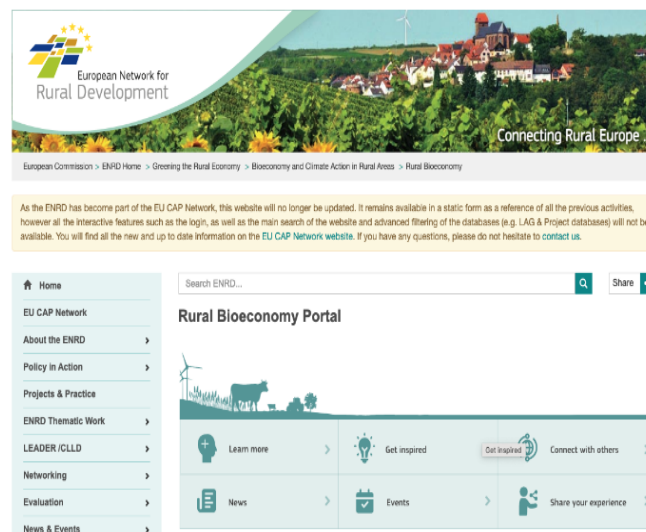 European Network for
Rural Development
Connecting Rural Europe
European Commission > ENRD Home > Greening the Rural Economy > Bioeconomy and Climate Action in Rural Areas > Rural Bioeconomy
As the ENRD has become part of the EU CAP Network, this website will no longer be updated. It remains available in a static form as a reference of all the previous activities,
however all the interactive features such as the login, as well as the main search of the website and advanced filtering of the databases (e.g. LAG & Project databases) will not be
available. You will find all the new and up to date information on the EU CAP Network website. If you have any questions, please do not hesitate to contact us.
Home
Search ENRD...
Share
EU CAP Network
Rural Bioeconomy Portal
About the ENRD
Policy in Action
Projects & Practice
ENRD Thematic Work
LEADER /CLLD
Learn more
Get inspired
Get inspired
Connect with others
Networking
Evaluation
News
Events
Share your experience
News & Events